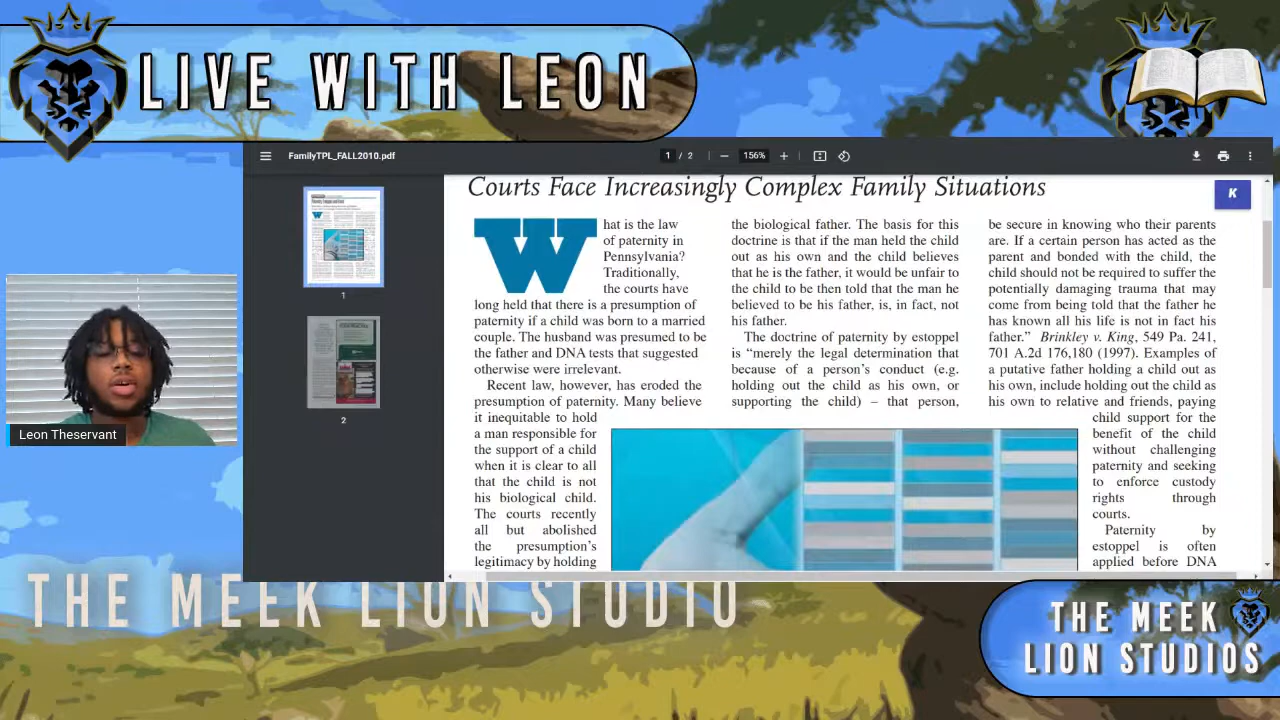 LIVE WITH LEON
FamilyTPL_FALL2010.pdf
1 / 2
156%
Courts Face Increasingly Complex Family Situations
K
What is the law
of paternity in
Pennsylvania?
Traditionally,
the courts have
long held that there is a presumption of
paternity if a child was born to a married
couple. The husband was presumed to be
the father and DNA tests that suggested
otherwise were irrelevant.
Recent law, however, has eroded the
presumption of paternity. Many believe
it inequitable to hold
a man responsible for
the support of a child
when it is clear to all
that the child is not
his biological child.
The courts recently
all but abolished
the presumption's
legitimacy by holding
the biological father. The basis for this
doctrine is that if the man held the child
out as his own and the child believes
that he is the father, it would be unfair to
the child to be then told that the man he
believed to be his father, is, in fact, not
his father.
The doctrine of paternity by estoppel
is merely the legal determination that
because of a person's conduct (e.g.
holding out the child as his own, or
supporting the child) – that person,
be secure in knowing who their parents
are. If a certain person has acted as the
parent and bonded with the child, the
child should not be required to suffer the
potentially damaging trauma that may
come from being told that the father he
has known all his life is not in fact his
father." Brinkley v King, 549 Pa. 241,
701 A.2d 176,180 (1997). Examples of
a putative father holding a child out as
his own, include holding out the child as
his own to relative and friends, paying
child support for the
benefit of the child
without challenging
paternity and seeking
to enforce custody
rights through
courts.
Paternity by
estoppel is often
applied before DNA
1
2
Leon Theservant
THE MEEK LION STUDIO
THE MEEK
LION STUDIOS